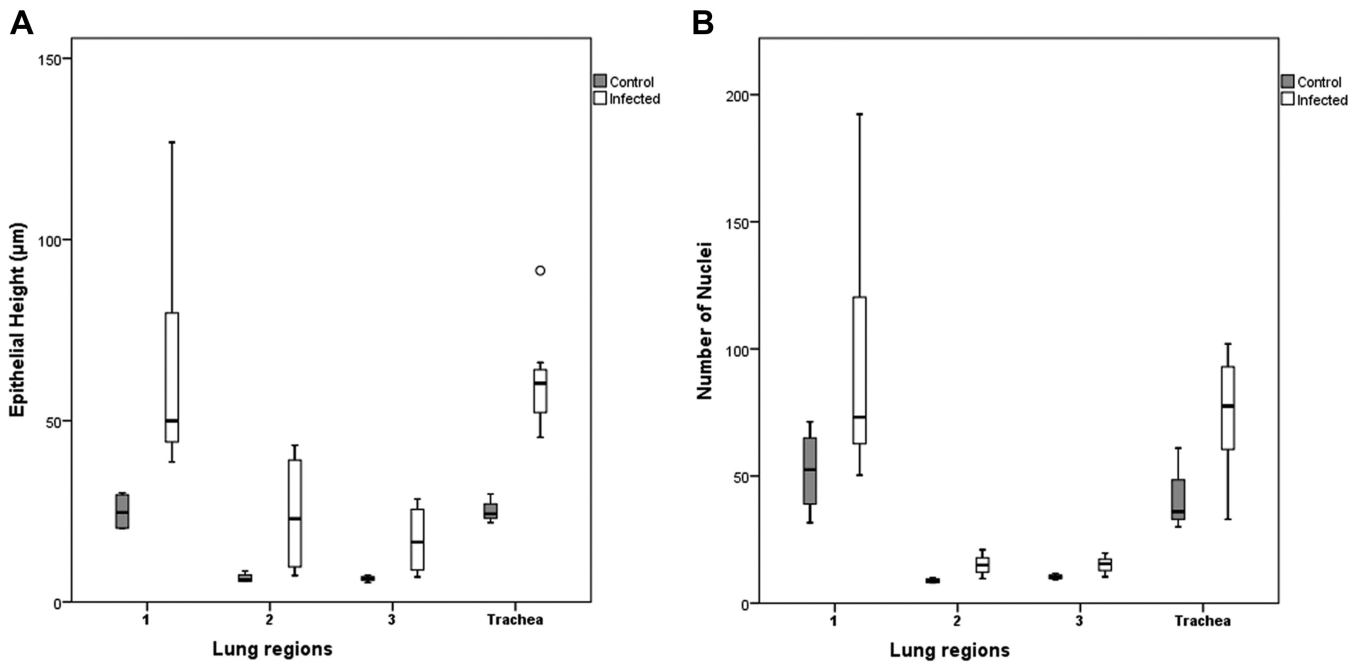 A
150
100
50
0
Epithelial Height (µm)
1 2 3 Trachea
Lung regions
Control
Infected
B
200
150
100
50
0
Number of Nuclei
1 2 3 Trachea
Lung regions
Control
Infected